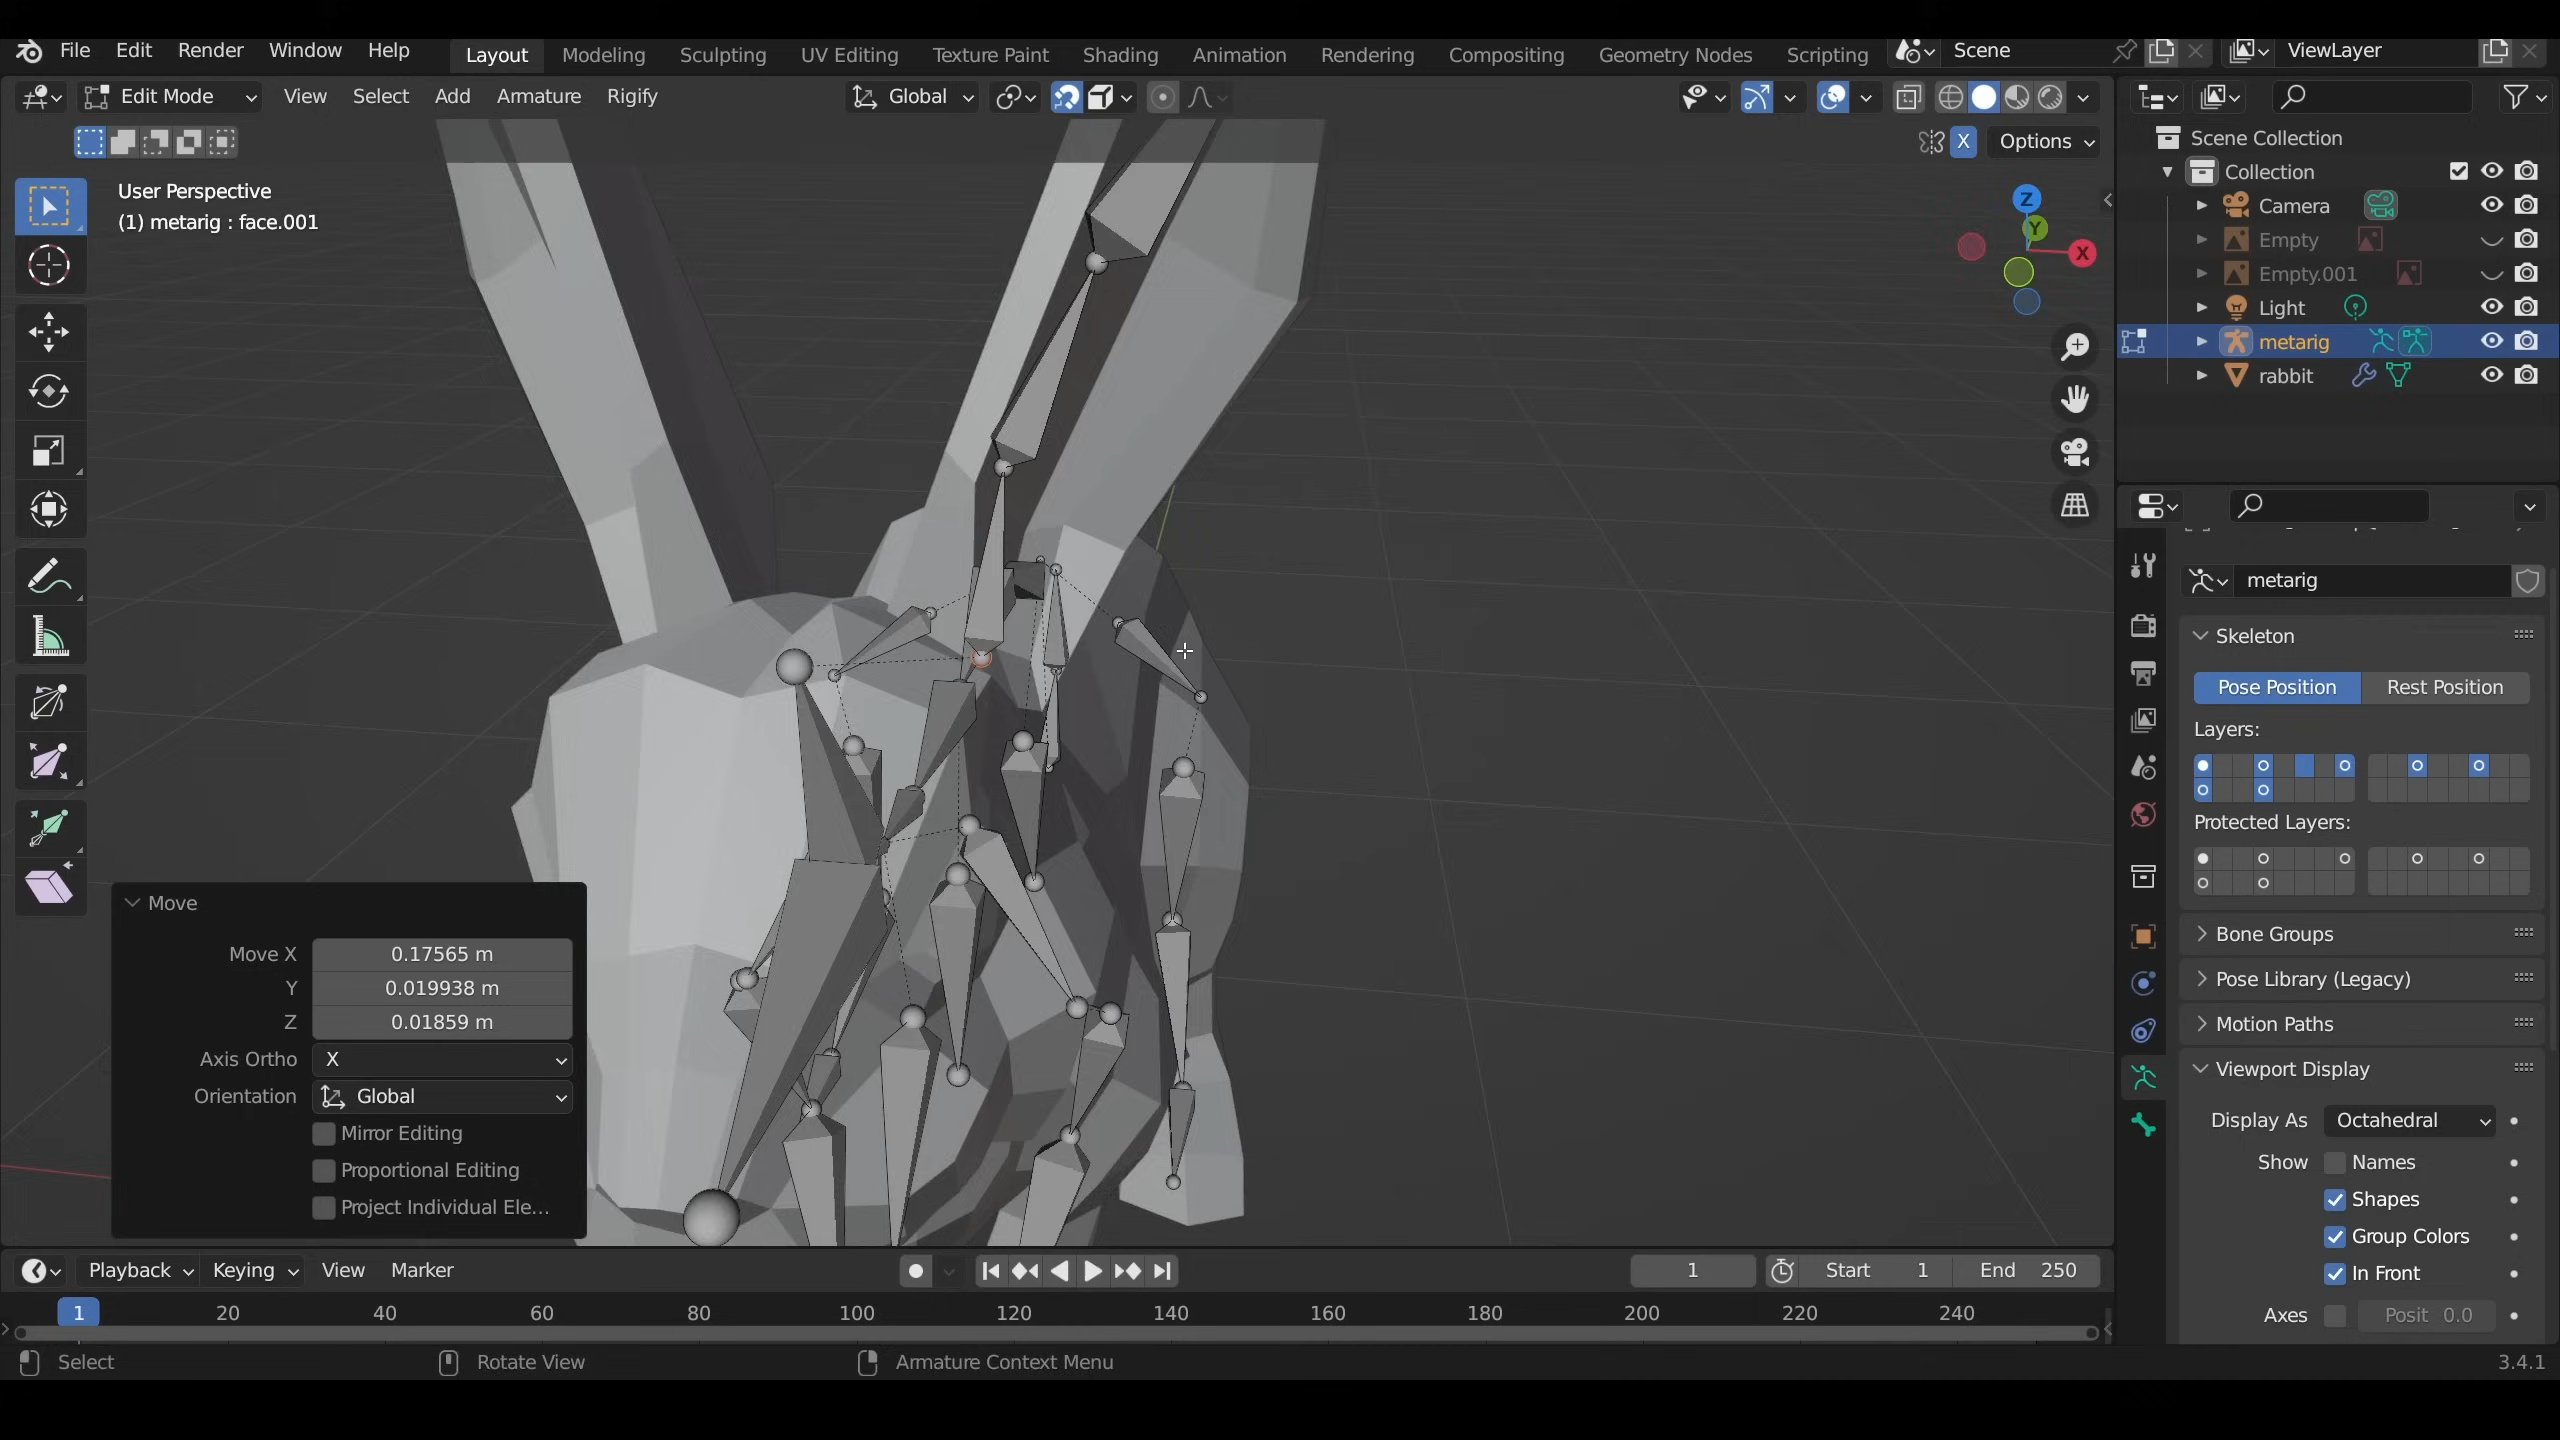 File Edit Render Window Help Layout Modeling Sculpting UV Editing Texture Paint Shading Animation Rendering Compositing Geometry Nodes Scripting Scene ViewLayer
Edit Mode View Select Add Armature Rigify Global
X Options
User Perspective
(1) metarig : face.001
Z
Y
X
Scene Collection
Collection
Camera
Empty
Empty.001
Light
metarig
rabbit
metarig
Skeleton
Pose Position Rest Position
Layers:
Protected Layers:
Bone Groups
Pose Library (Legacy)
Motion Paths
Viewport Display
Display As Octahedral
Show Names
Shapes
Group Colors
In Front
Axes Posit 0.0
Move
Move X 0.17565 m
Y 0.019938 m
Z 0.01859 m
Axis Ortho X
Orientation Global
Mirror Editing
Proportional Editing
Project Individual Ele...
Playback Keying View Marker 1 Start 1 End 250
1 20 40 60 80 100 120 140 160 180 200 220 240
Select Rotate View Armature Context Menu 3.4.1